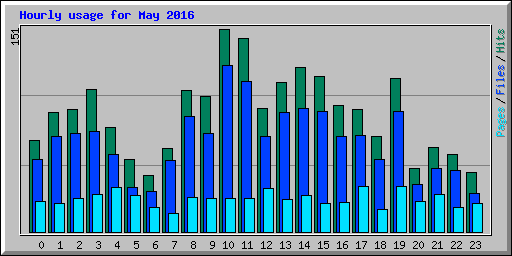 Hourly usage for May 2016
151
Pages / Files / Hits
0 1 2 3 4 5 6 7 8 9 10 11 12 13 14 15 16 17 18 19 20 21 22 23